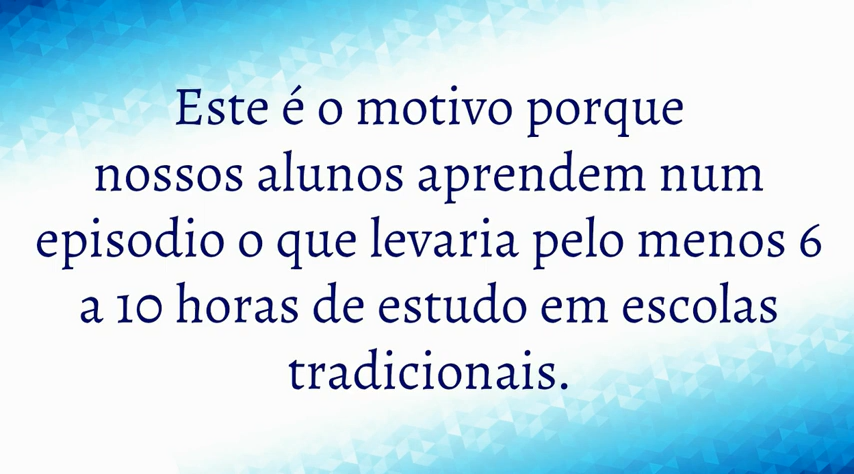 Este é o motivo porque
nossos alunos aprendem num
episodio o que levaria pelo menos 6
a 10 horas de estudo em escolas
tradicionais.